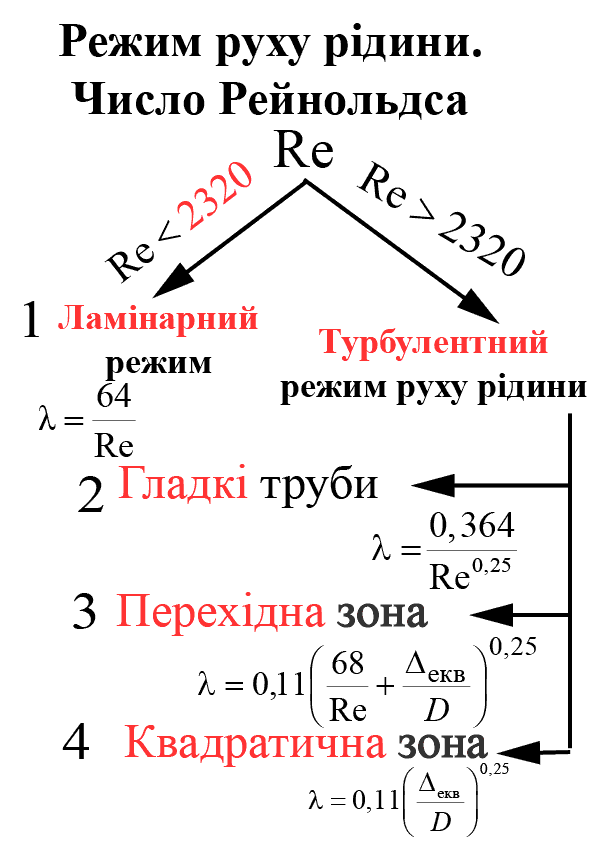 Режим руху рідини.
Число Рейнольдса
Re
Re < 2320
Re > 2320
1 Ламінарний
режим
λ = 64/Re
Турбулентний
режим руху рідини
2 Гладкі труби
λ = 0,364/Re^0,25
3 Перехідна зона
λ = 0,11(68/Re + Δекв/D)^0,25
4 Квадратична зона
λ = 0,11(Δекв/D)^0,25